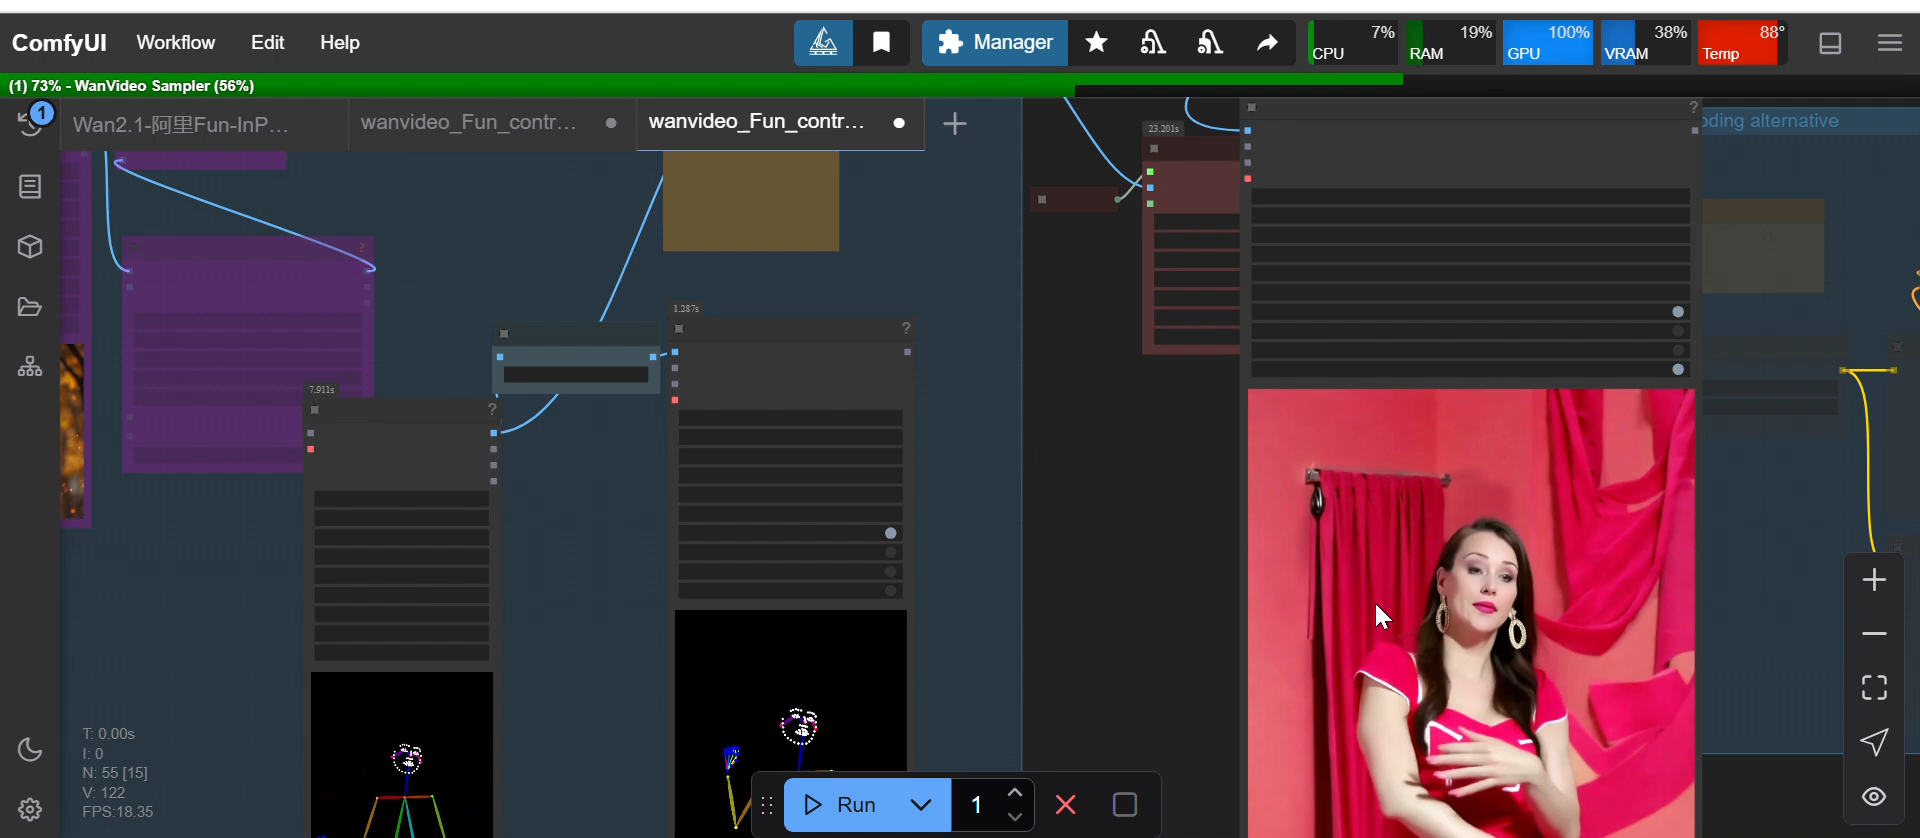 ComfyUI Workflow Edit Help Manager CPU 7% RAM 19% GPU 100% VRAM 38% Temp 88°
(1) 73% - WanVideo Sampler (56%)
1
Wan2.1-阿里Fun-InP... wanvideo_Fun_contr... wanvideo_Fun_contr...
?
oding alternative
23.201s
?
1.287s
?
7.911s
?
T: 0.00s
I: 0
N: 55 [15]
V: 122
FPS:18.35
Run 1